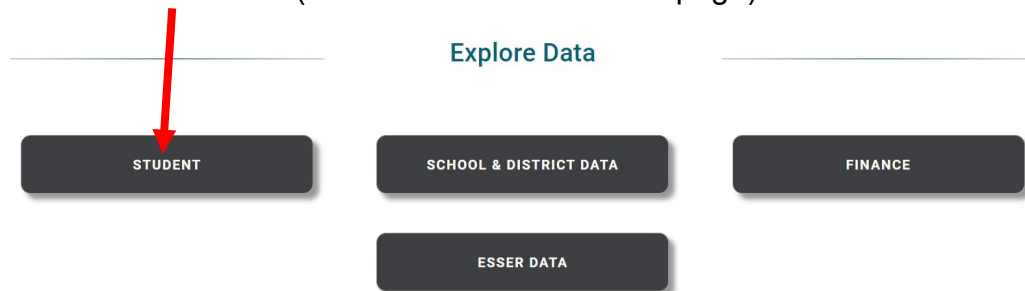 Explore Data
STUDENT
SCHOOL & DISTRICT DATA
FINANCE
ESSER DATA